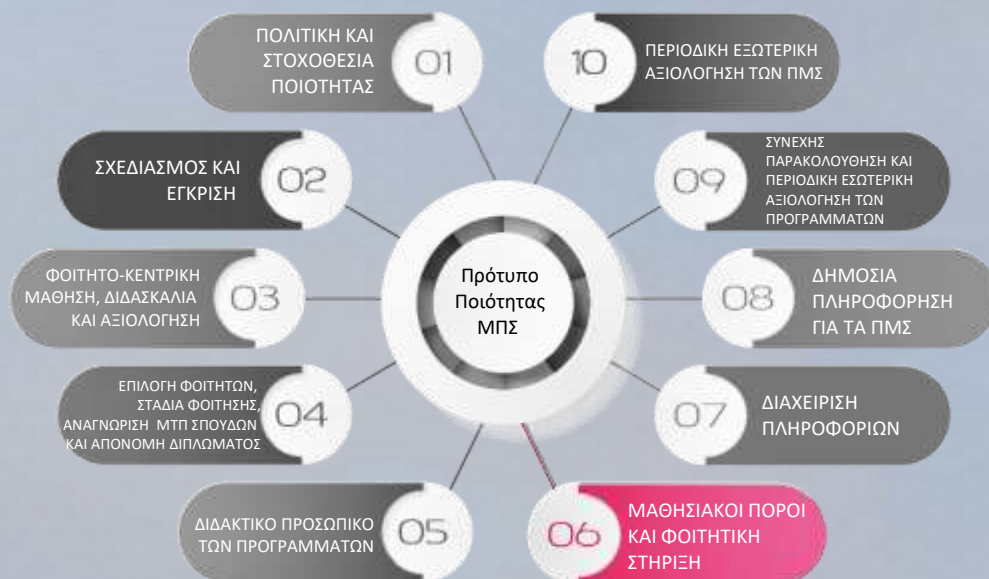 01
ΠΟΛΙΤΙΚΗ ΚΑΙ
ΣΤΟΧΟΘΕΣΙΑ
ΠΟΙΟΤΗΤΑΣ
02
ΣΧΕΔΙΑΣΜΟΣ ΚΑΙ
ΕΓΚΡΙΣΗ
03
ΦΟΙΤΗΤΟ-ΚΕΝΤΡΙΚΗ
ΜΑΘΗΣΗ, ΔΙΔΑΣΚΑΛΙΑ
ΚΑΙ ΑΞΙΟΛΟΓΗΣΗ
04
ΕΠΙΛΟΓΗ ΦΟΙΤΗΤΩΝ,
ΣΤΑΔΙΑ ΦΟΙΤΗΣΗΣ,
ΑΝΑΓΝΩΡΙΣΗ ΜΤΠ ΣΠΟΥΔΩΝ
ΚΑΙ ΑΠΟΝΟΜΗ ΔΙΠΛΩΜΑΤΟΣ
05
ΔΙΔΑΚΤΙΚΟ ΠΡΟΣΩΠΙΚΟ
ΤΩΝ ΠΡΟΓΡΑΜΜΑΤΩΝ
Πρότυπο
Ποιότητας
ΜΠΣ
10
ΠΕΡΙΟΔΙΚΗ ΕΞΩΤΕΡΙΚΗ
ΑΞΙΟΛΟΓΗΣΗ ΤΩΝ ΠΜΣ
09
ΣΥΝΕΧΗΣ
ΠΑΡΑΚΟΛΟΥΘΗΣΗ ΚΑΙ
ΠΕΡΙΟΔΙΚΗ ΕΣΩΤΕΡΙΚΗ
ΑΞΙΟΛΟΓΗΣΗ ΤΩΝ
ΠΡΟΓΡΑΜΜΑΤΩΝ
08
ΔΗΜΟΣΙΑ
ΠΛΗΡΟΦΟΡΗΣΗ
ΓΙΑ ΤΑ ΠΜΣ
07
ΔΙΑΧΕΙΡΙΣΗ
ΠΛΗΡΟΦΟΡΙΩΝ
06
ΜΑΘΗΣΙΑΚΟΙ ΠΟΡΟΙ
ΚΑΙ ΦΟΙΤΗΤΙΚΗ
ΣΤΗΡΙΞΗ